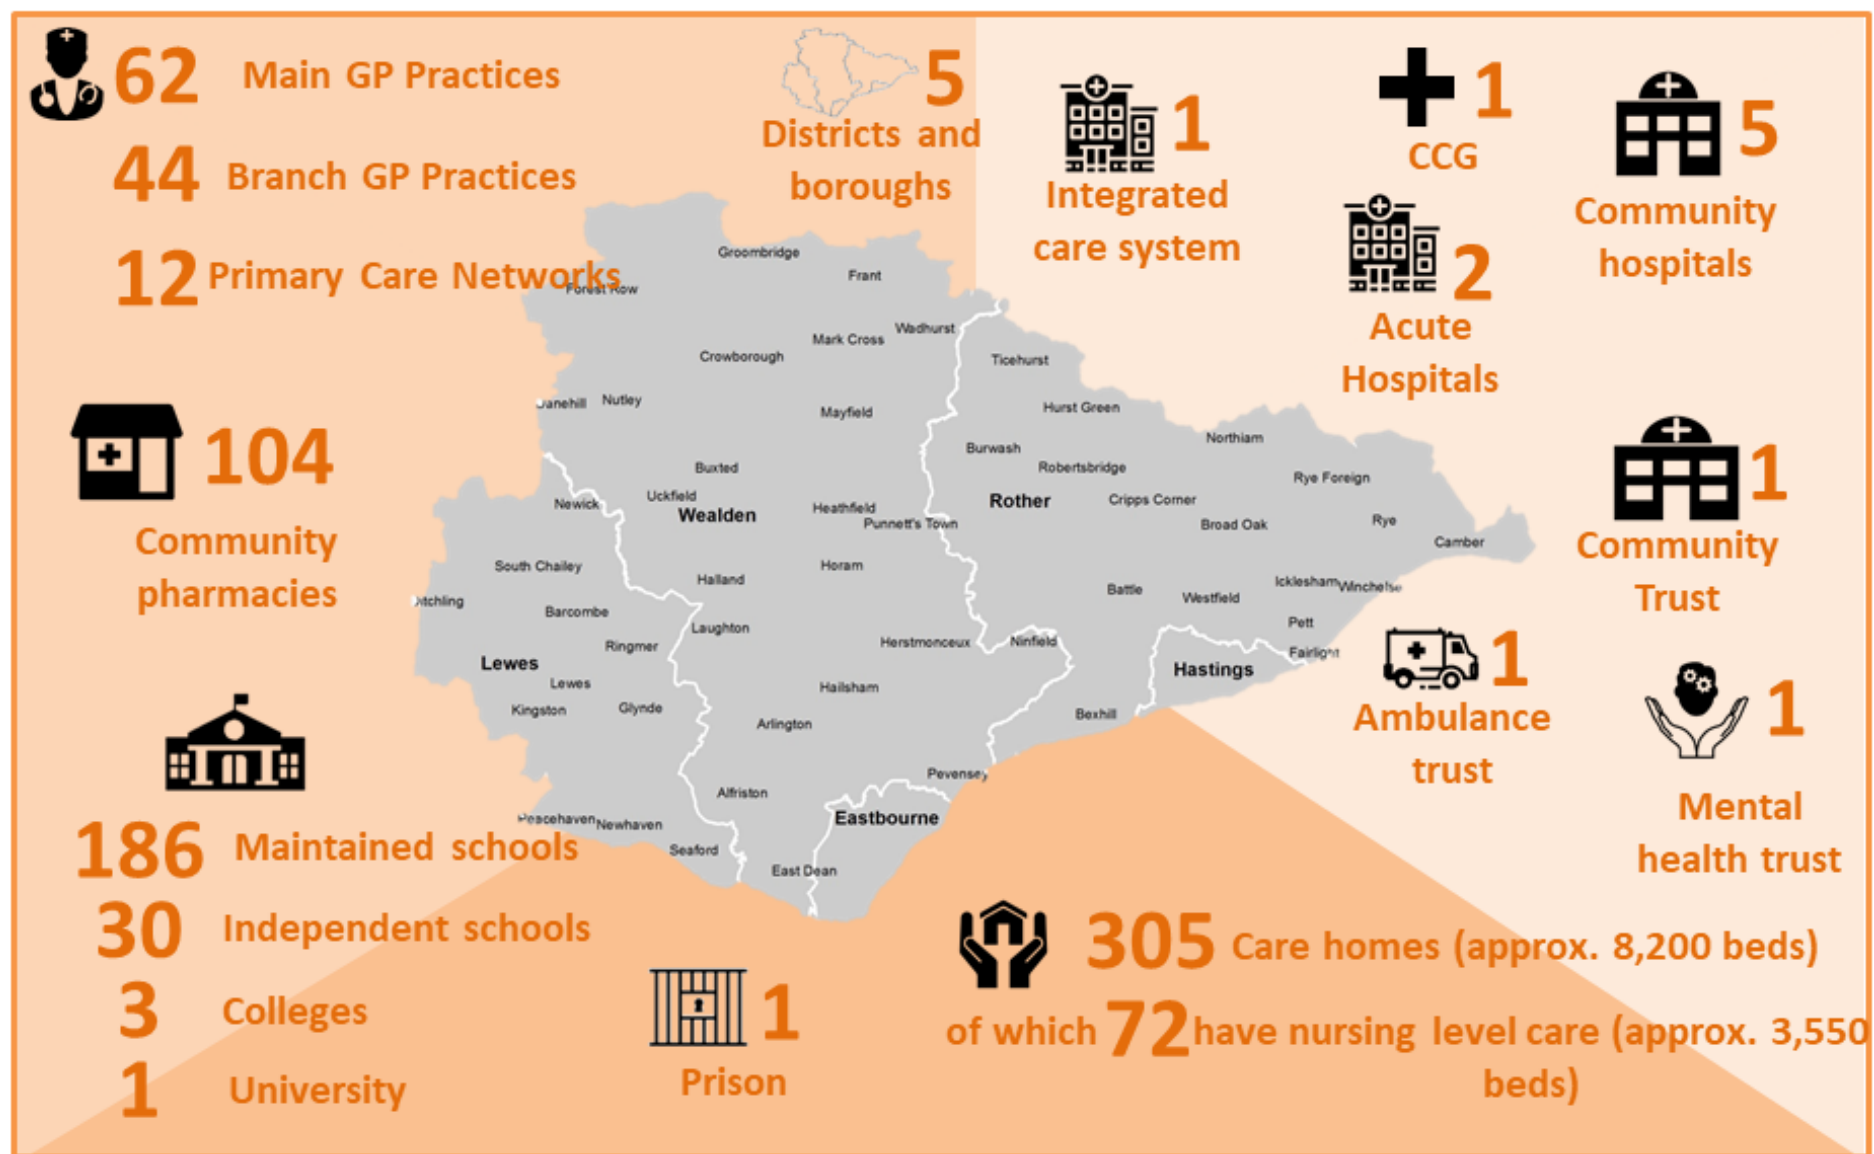 62 Main GP Practices
44 Branch GP Practices
12 Primary Care Networks
5
Districts and
boroughs
1
Integrated
care system
1
CCG
5
Community
hospitals
2
Acute
Hospitals
104
Community
pharmacies
1
Community
Trust
1
Ambulance
trust
1
Mental
health trust
186 Maintained schools
30 Independent schools
3 Colleges
1 University
1
Prison
305 Care homes (approx. 8,200 beds)
of which 72 have nursing level care (approx. 3,550
beds)
Groombridge
Frant
Forest Row
Wadhurst
Mark Cross
Crowborough
Ticehurst
Nutley
Hurst Green
Mayfield
Northiam
Burwash
Buxted
Robertsbridge
Rye Foreign
Uckfield
Newick
Wealden
Heathfield
Rother
Cripps Corner
Punnett's Town
Broad Oak
Rye
Camber
South Chailey
Halland
Horam
Icklesham
Battle
Westfield
Barcombe
Laughton
Pett
Ringmer
Herstmonceux
Ninfield
Fairlight
Lewes
Hastings
Lewes
Hailsham
Kingston
Glynde
Arlington
Bexhill
Pevensey
Alfriston
Peacehaven
Newhaven
Eastbourne
Seaford
East Dean